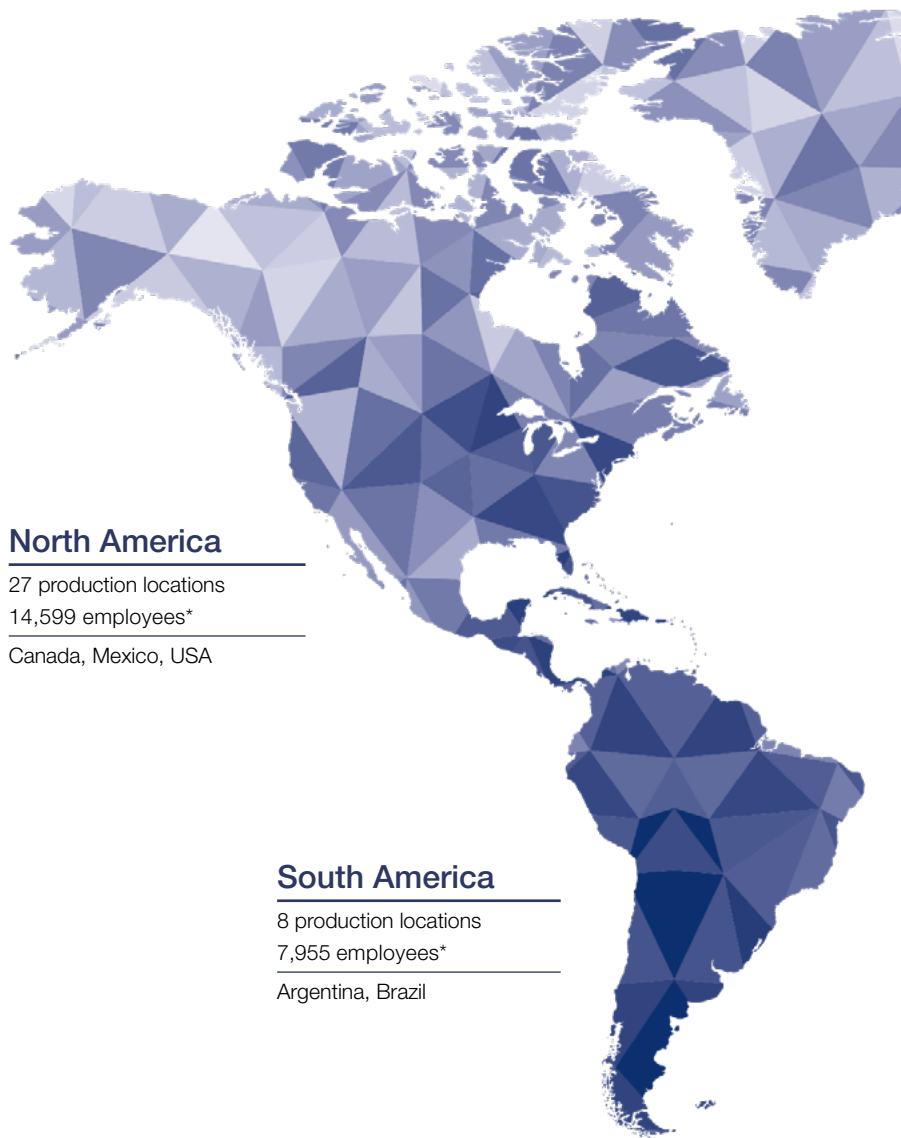 North America
27 production locations
14,599 employees*
Canada, Mexico, USA
South America
8 production locations
7,955 employees*
Argentina, Brazil